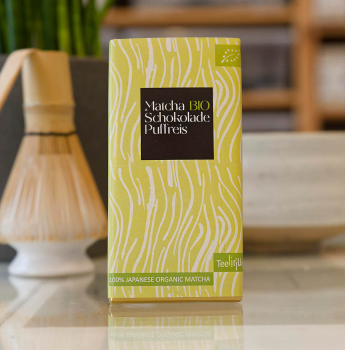 Matcha BIO
Schokolade
Puffreis
100% JAPANESE ORGANIC MATCHA